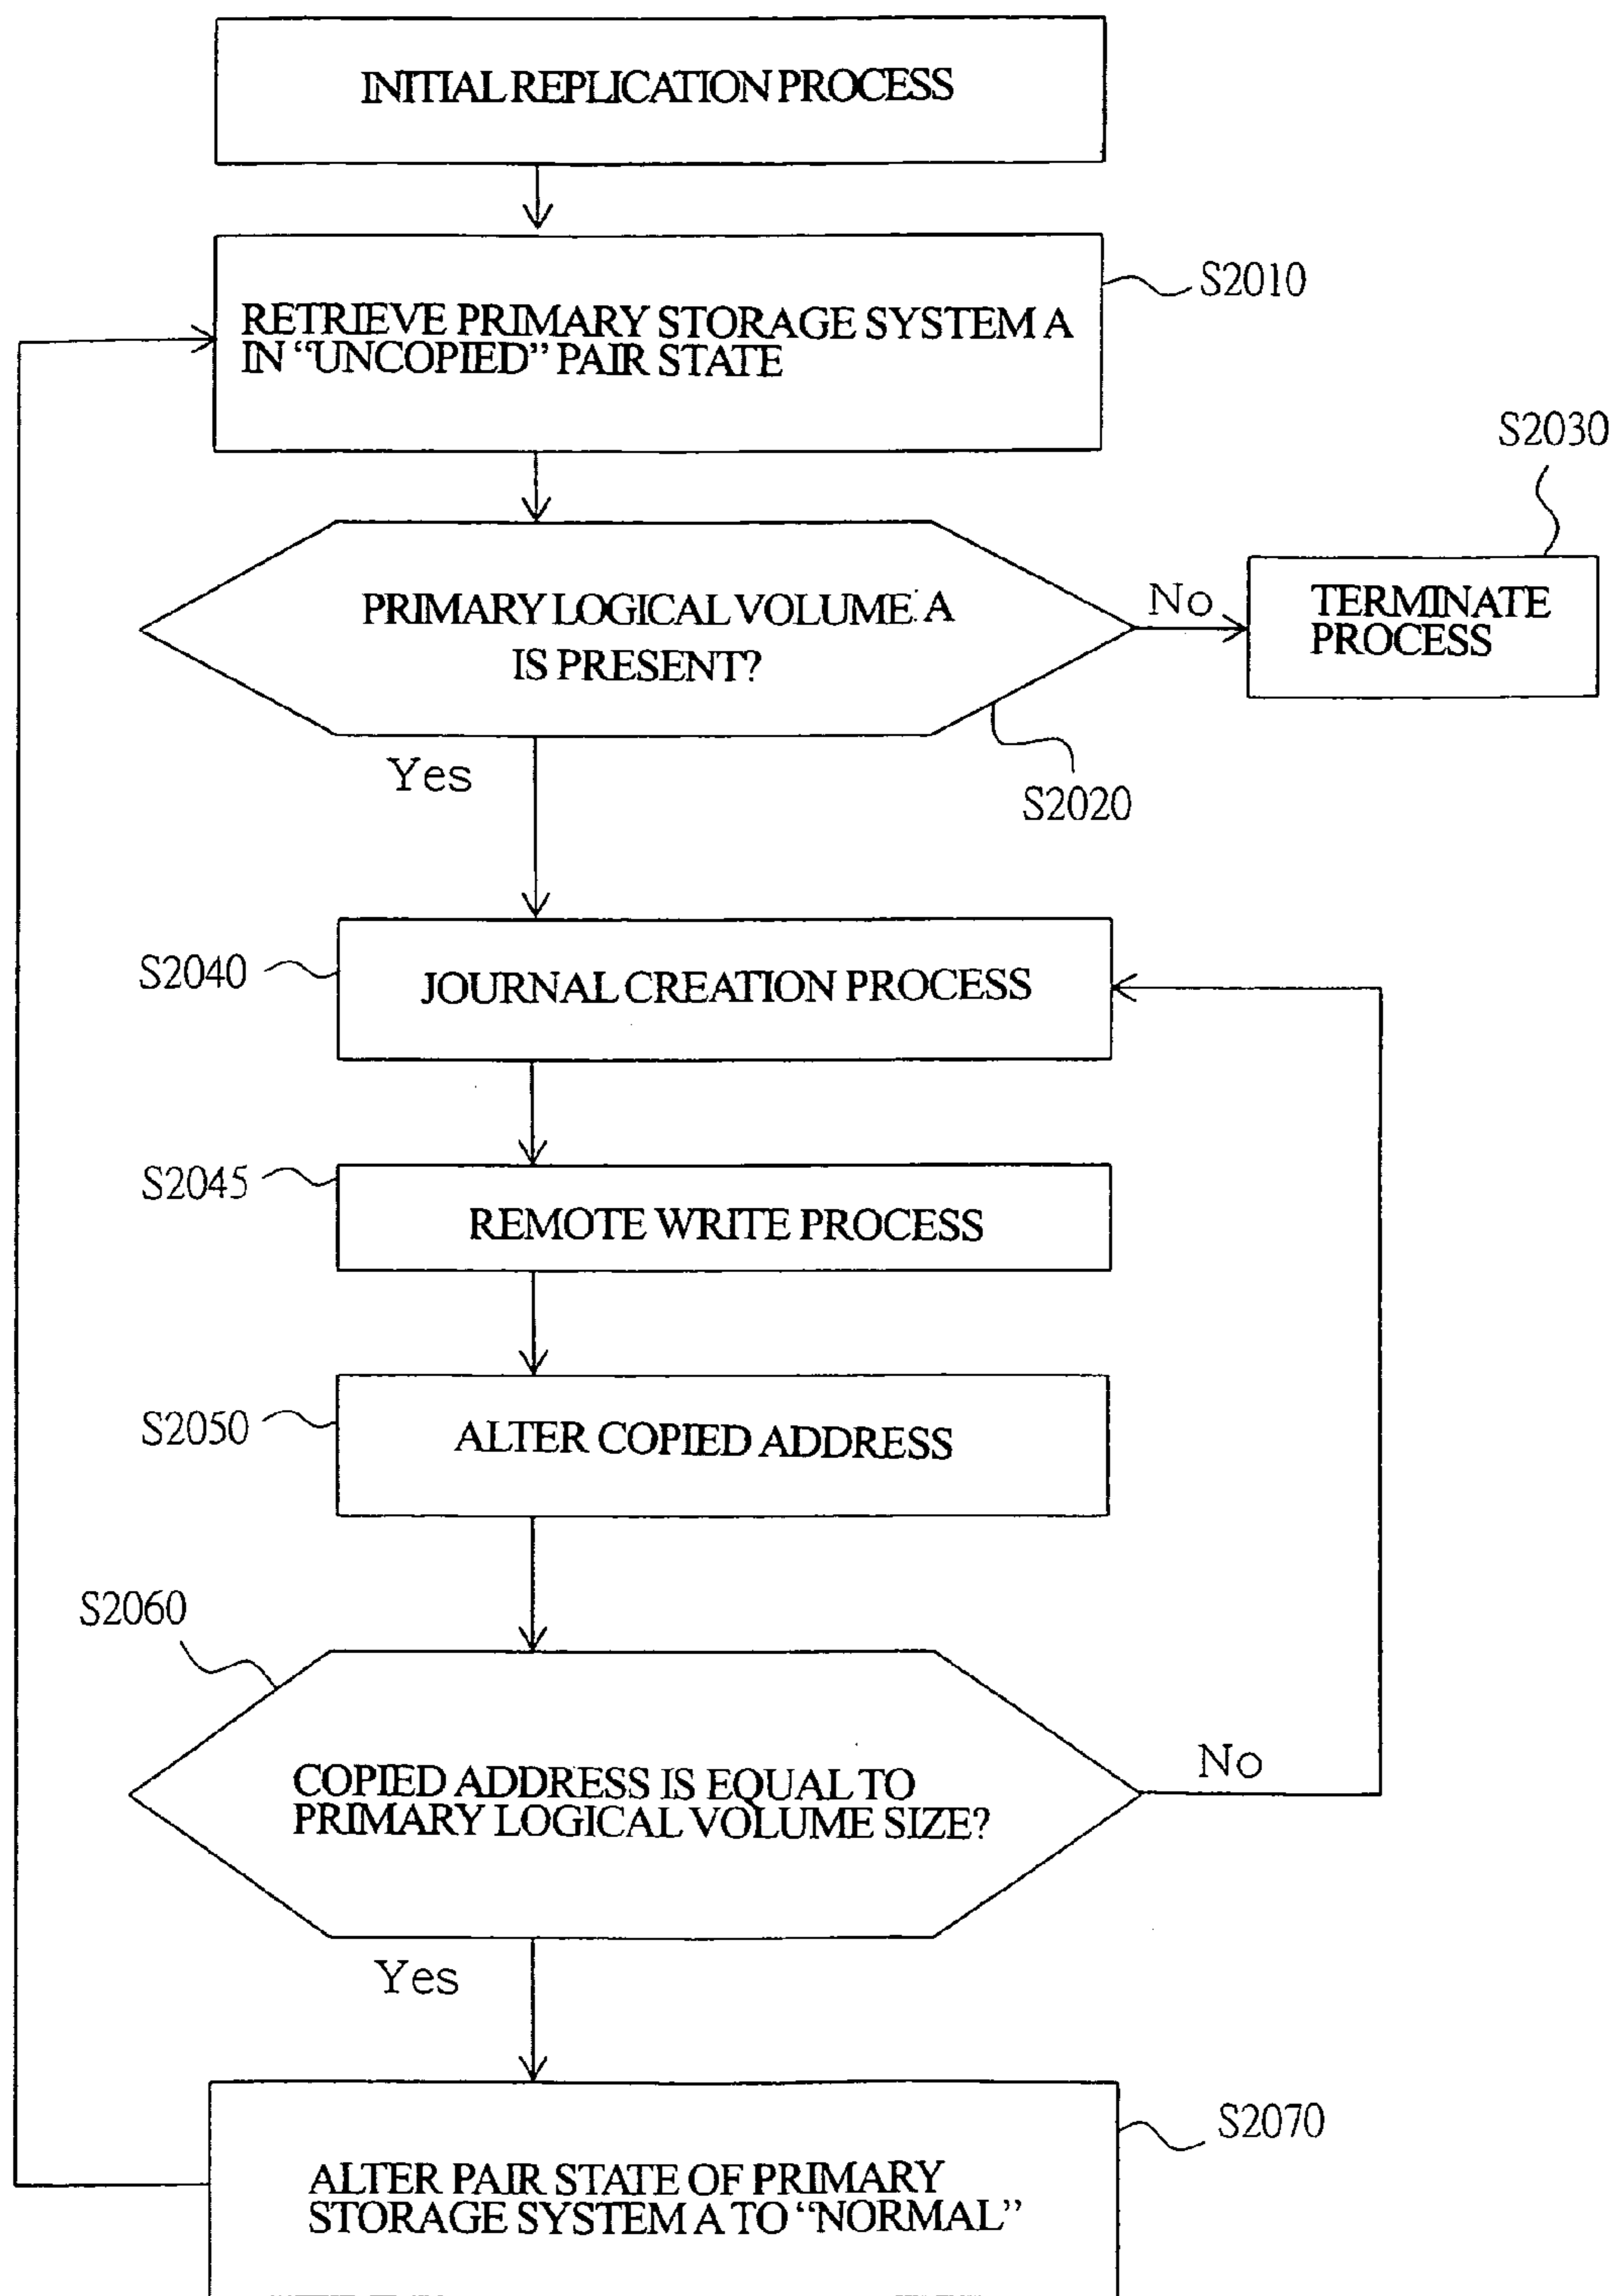 INITIAL REPLICATION PROCESS
S2010
RETRIEVE PRIMARY STORAGE SYSTEM A
IN “UNCOPIED” PAIR STATE
S2030
PRIMARY LOGICAL VOLUME A
IS PRESENT?
No
TERMINATE
PROCESS
Yes
S2020
S2040
JOURNAL CREATION PROCESS
S2045
REMOTE WRITE PROCESS
S2050
ALTER COPIED ADDRESS
S2060
COPIED ADDRESS IS EQUAL TO
PRIMARY LOGICAL VOLUME SIZE?
No
Yes
S2070
ALTER PAIR STATE OF PRIMARY
STORAGE SYSTEM A TO “NORMAL”